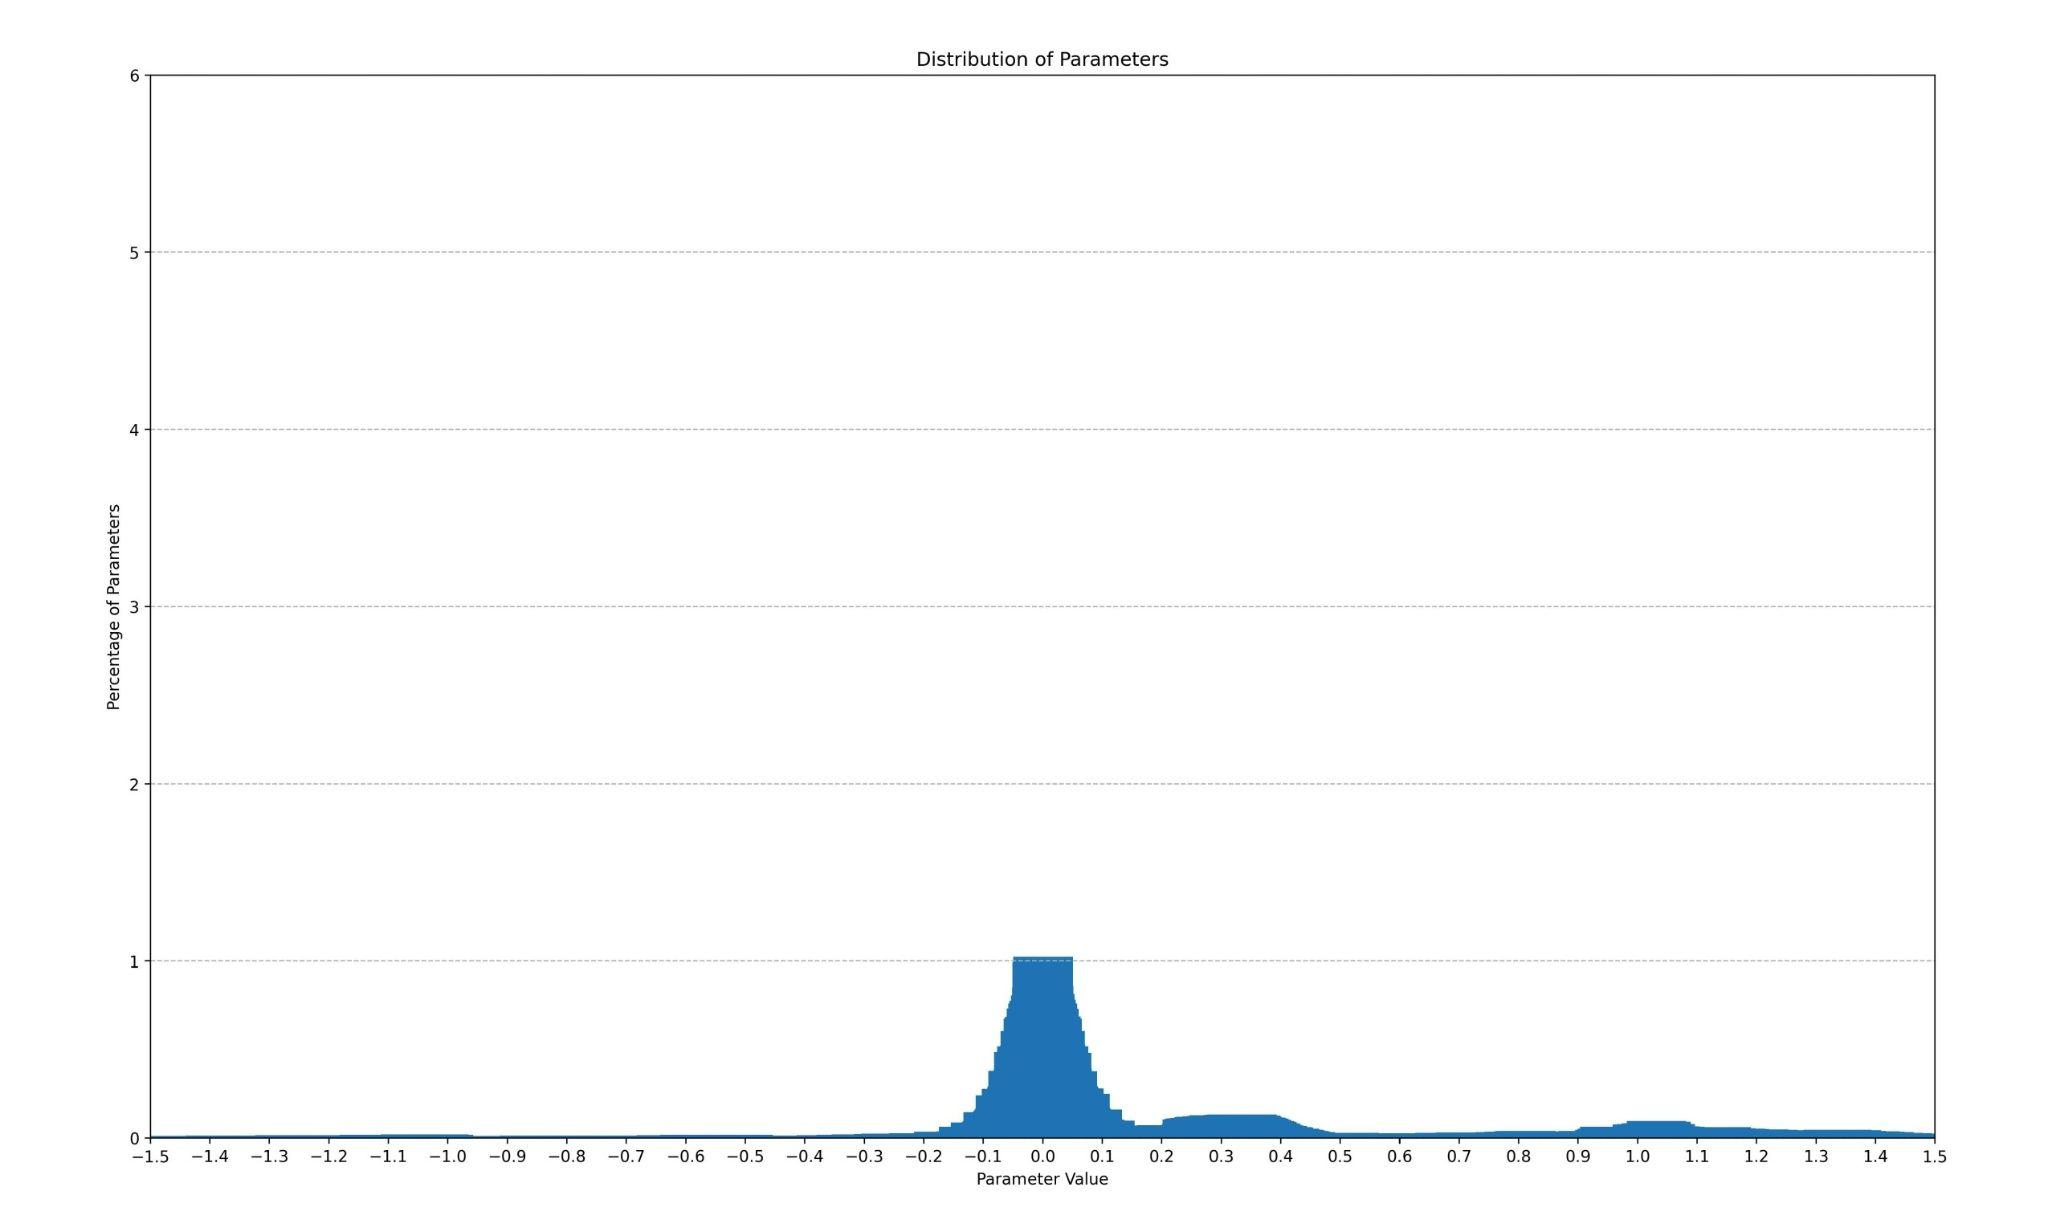 Distribution of Parameters
6
5
4
3
2
1
0
Percentage of Parameters
−1.5 −1.4 −1.3 −1.2 −1.1 −1.0 −0.9 −0.8 −0.7 −0.6 −0.5 −0.4 −0.3 −0.2 −0.1 0.0 0.1 0.2 0.3 0.4 0.5 0.6 0.7 0.8 0.9 1.0 1.1 1.2 1.3 1.4 1.5
Parameter Value